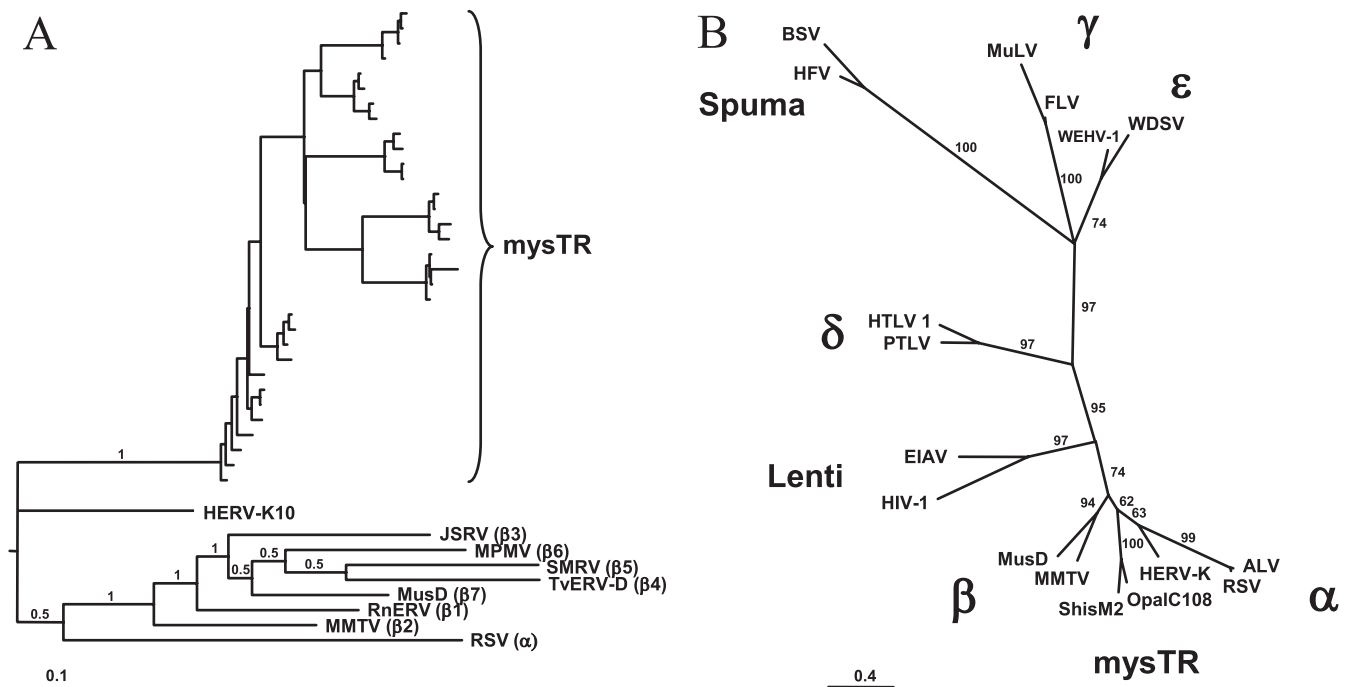 A
mysTR
1
HERV-K10
JSRV (β3)
1
0.5
MPMV (β6)
0.5
SMRV (β5)
0.5
TvERV-D (β4)
1
MusD (β7)
1
RnERV (β1)
0.5
MMTV (β2)
RSV (α)
0.1
B
γ
BSV
MuLV
HFV
ε
Spuma
FLV
WDSV
WEHV-1
100
100
74
97
δ
HTLV 1
PTLV
97
95
97
EIAV
Lenti
74
HIV-1
94
62
63
100
99
MusD
ALV
MMTV
HERV-K
RSV
OpalC108
ShisM2
β
α
mysTR
0.4